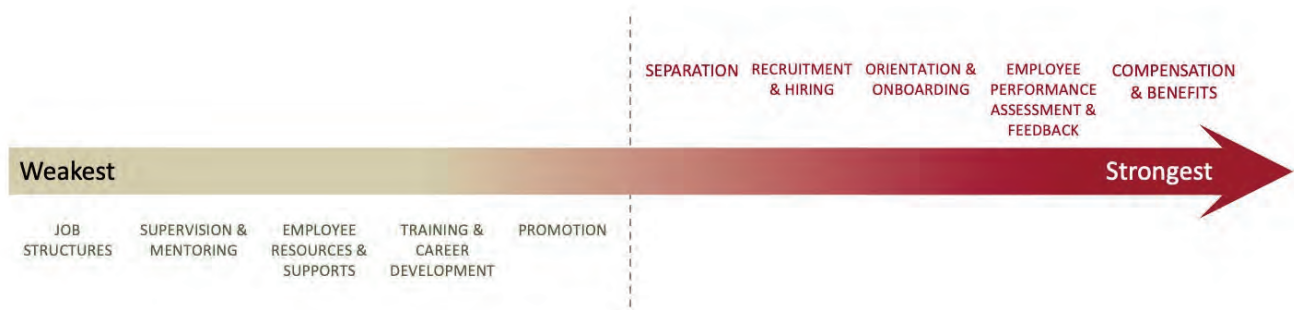 SEPARATION
RECRUITMENT
& HIRING
ORIENTATION &
ONBOARDING
EMPLOYEE
PERFORMANCE
ASSESSMENT &
FEEDBACK
COMPENSATION
& BENEFITS
Weakest
Strongest
JOB
STRUCTURES
SUPERVISION &
MENTORING
EMPLOYEE
RESOURCES &
SUPPORTS
TRAINING &
CAREER
DEVELOPMENT
PROMOTION